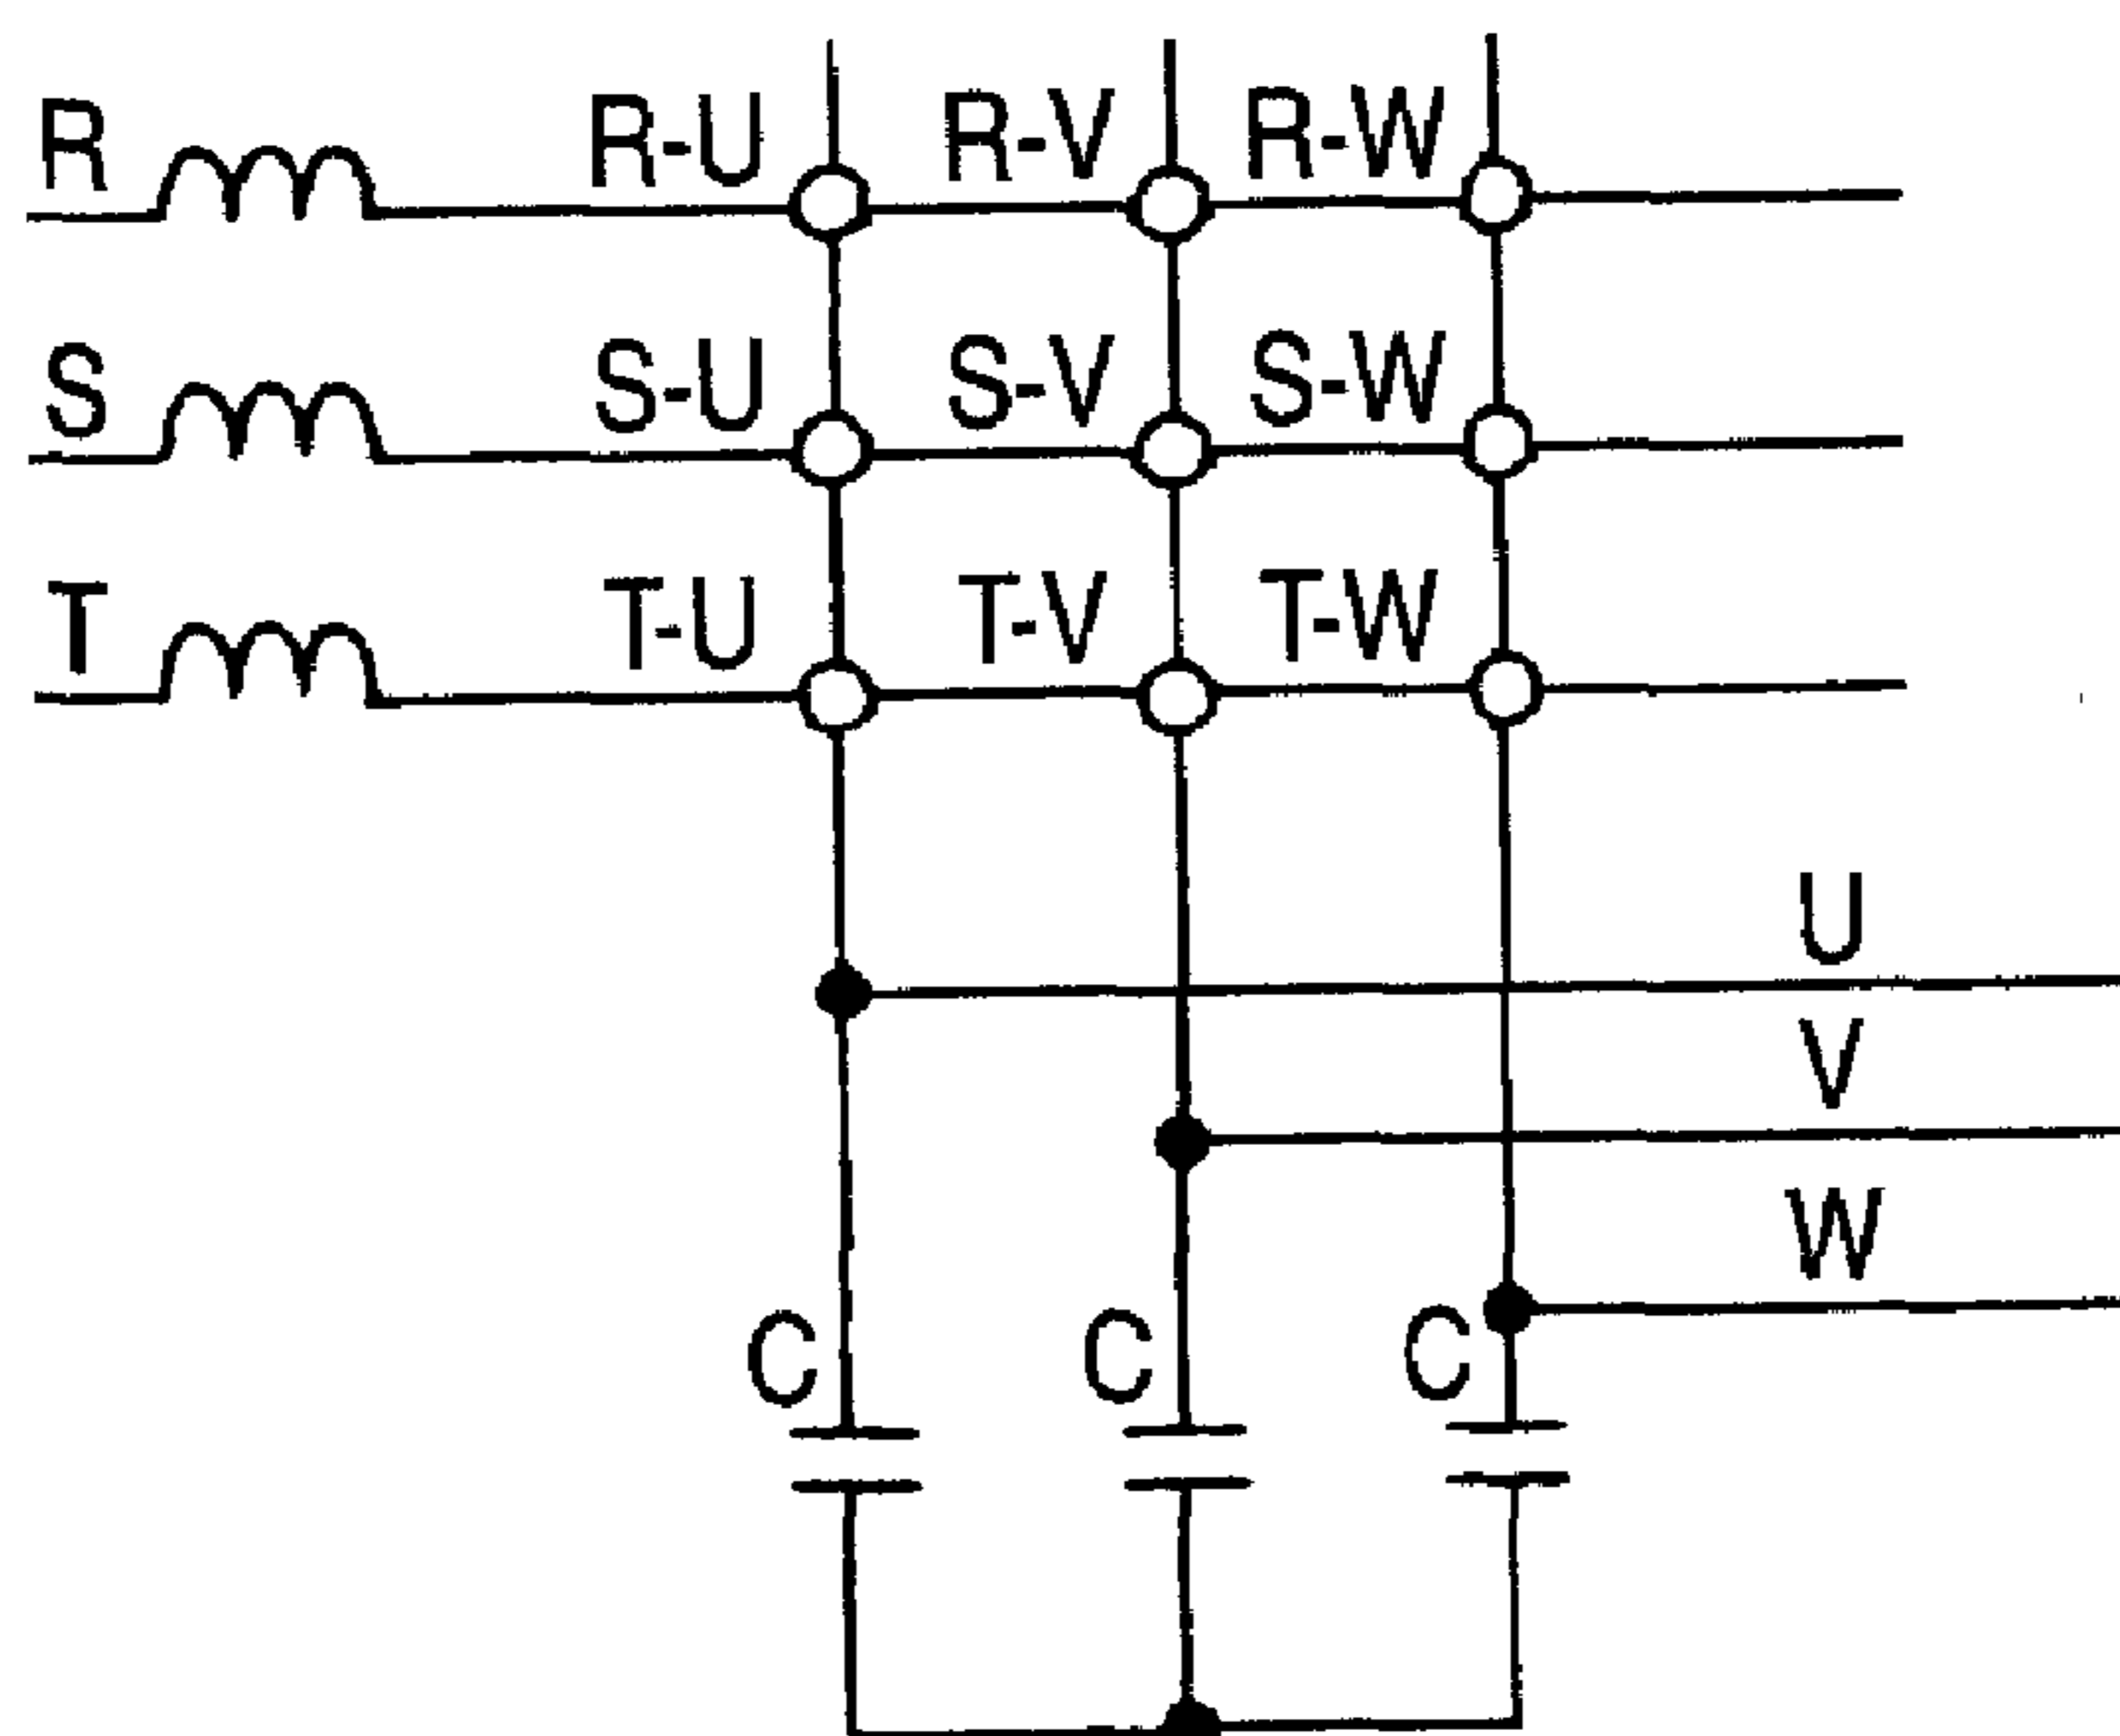 R R-U R-V R-W
S S-U S-V S-W
T T-U T-V T-W
U
V
W
C C C